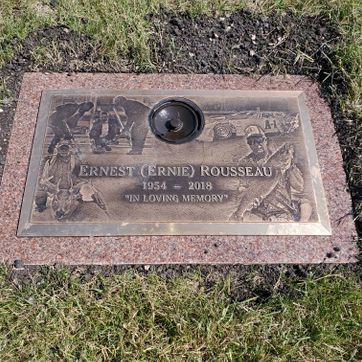 ERNEST (ERNIE) ROUSSEAU
1954 – 2018
"IN LOVING MEMORY"